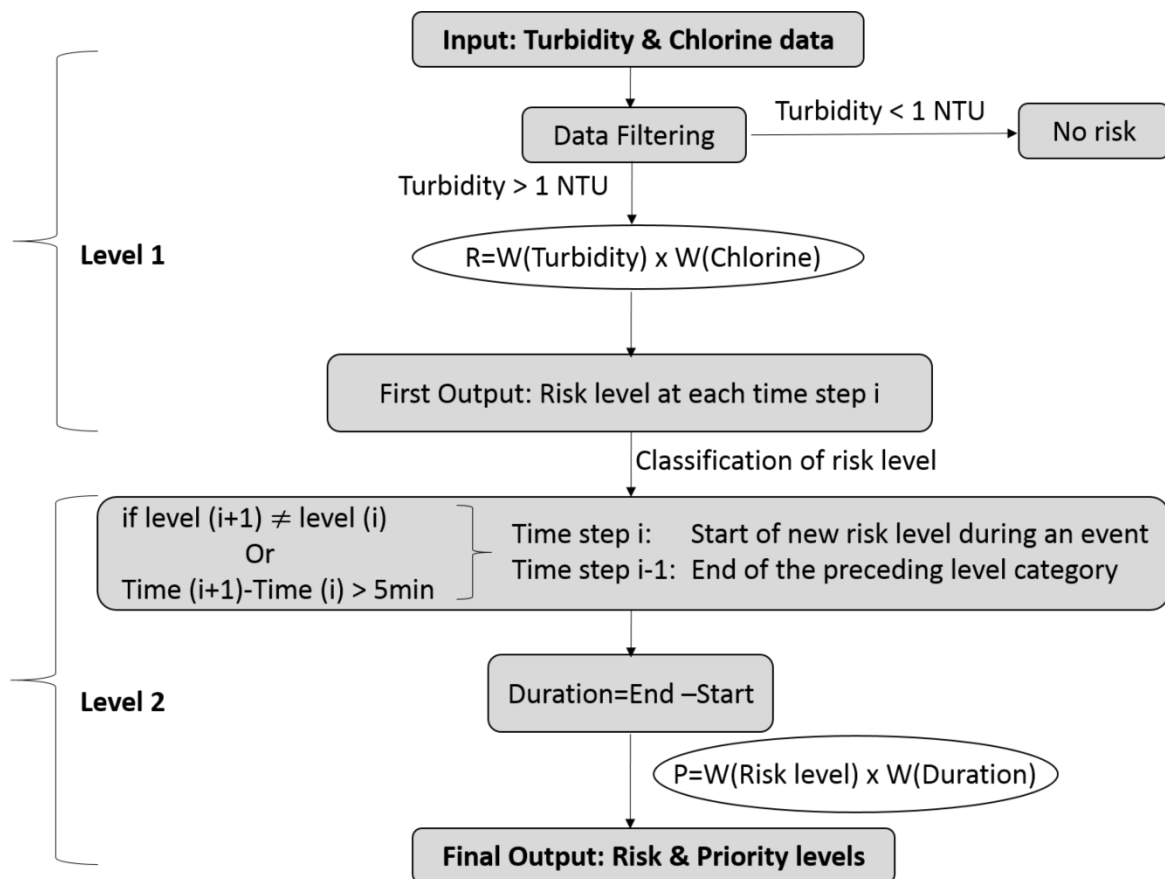 Input: Turbidity & Chlorine data
Turbidity < 1 NTU
Data Filtering
No risk
Turbidity > 1 NTU
Level 1
R=W(Turbidity) x W(Chlorine)
First Output: Risk level at each time step i
Classification of risk level
if level (i+1) ≠ level (i)
Or
Time (i+1)-Time (i) > 5min
Time step i: Start of new risk level during an event
Time step i-1: End of the preceding level category
Level 2
Duration=End –Start
P=W(Risk level) x W(Duration)
Final Output: Risk & Priority levels